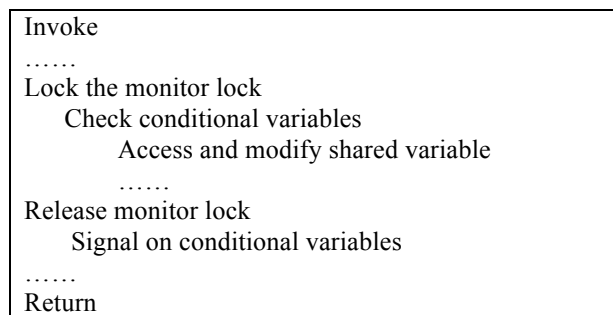 Invoke
……
Lock the monitor lock
Check conditional variables
Access and modify shared variable
……
Release monitor lock
Signal on conditional variables
……
Return